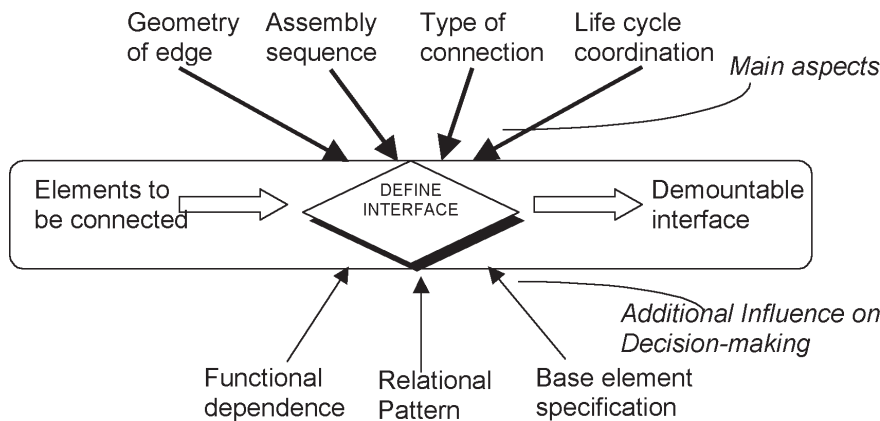 Geometry
of edge
Assembly
sequence
Type of
connection
Life cycle
coordination
Main aspects
Elements to
be connected
DEFINE
INTERFACE
Demountable
interface
Additional Influence on
Decision-making
Functional
dependence
Relational
Pattern
Base element
specification